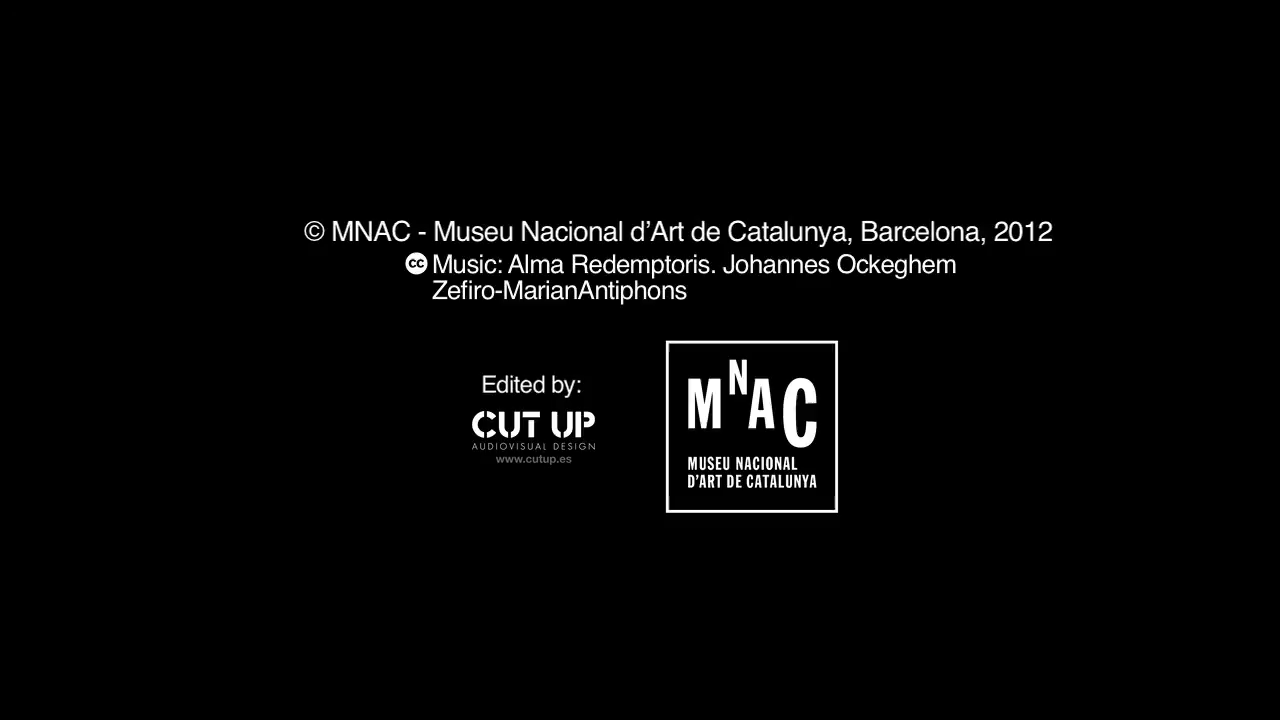 © MNAC - Museu Nacional d’Art de Catalunya, Barcelona, 2012
cc Music: Alma Redemptoris. Johannes Ockeghem
Zefiro-MarianAntiphons
Edited by:
CUT UP
AUDIOVISUAL DESIGN
www.cutup.es
MNAC
MUSEU NACIONAL
D’ART DE CATALUNYA